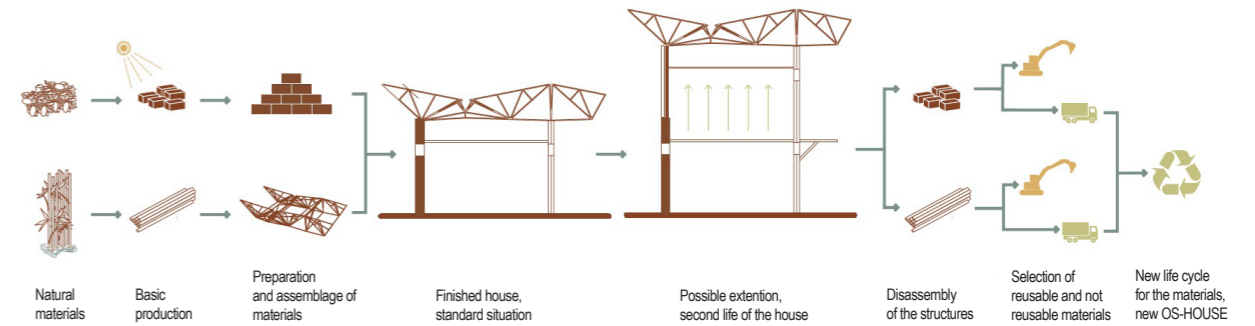 Natural
materials
Basic
production
Preparation
and assemblage of
materials
Finished house,
standard situation
Possible extention,
second life of the house
Disassembly
of the structures
Selection of
reusable and not
reusable materials
New life cycle
for the materials,
new OS-HOUSE